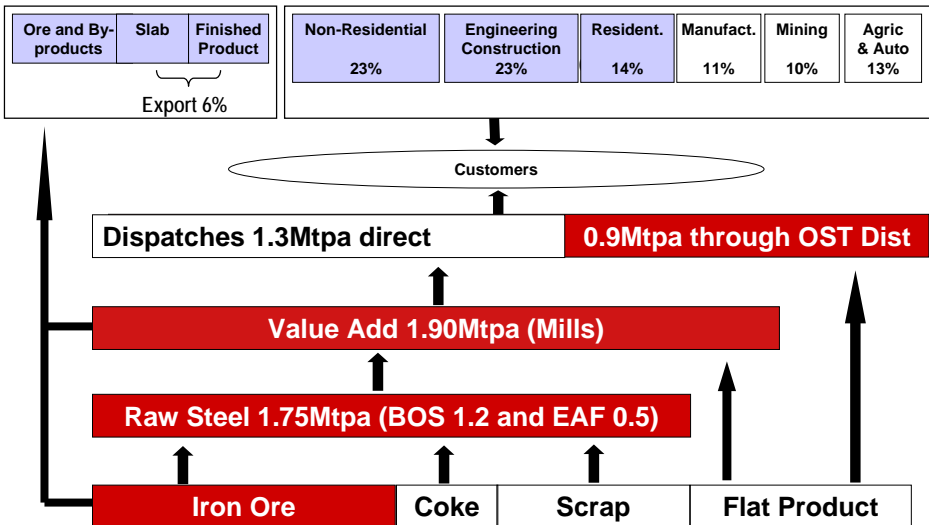 Ore and By-
products
Slab
Finished
Product
Export 6%
Non-Residential
23%
Engineering
Construction
23%
Resident.
14%
Manufact.
11%
Mining
10%
Agric
& Auto
13%
Customers
Dispatches 1.3Mtpa direct
0.9Mtpa through OST Dist
Value Add 1.90Mtpa (Mills)
Raw Steel 1.75Mtpa (BOS 1.2 and EAF 0.5)
Iron Ore
Coke
Scrap
Flat Product